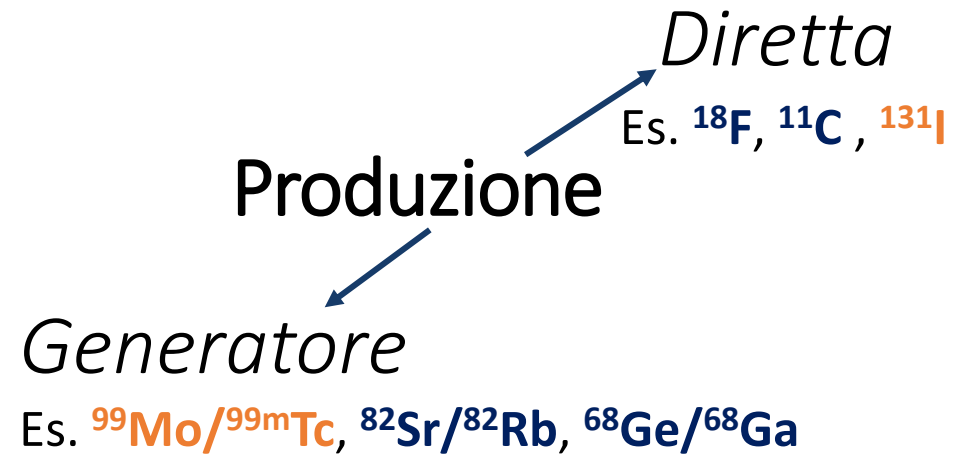 Diretta
Es. ¹⁸F, ¹¹C , ¹³¹I
Produzione
Generatore
Es. ⁹⁹Mo/⁹⁹ᵐTc, ⁸²Sr/⁸²Rb, ⁶⁸Ge/⁶⁸Ga